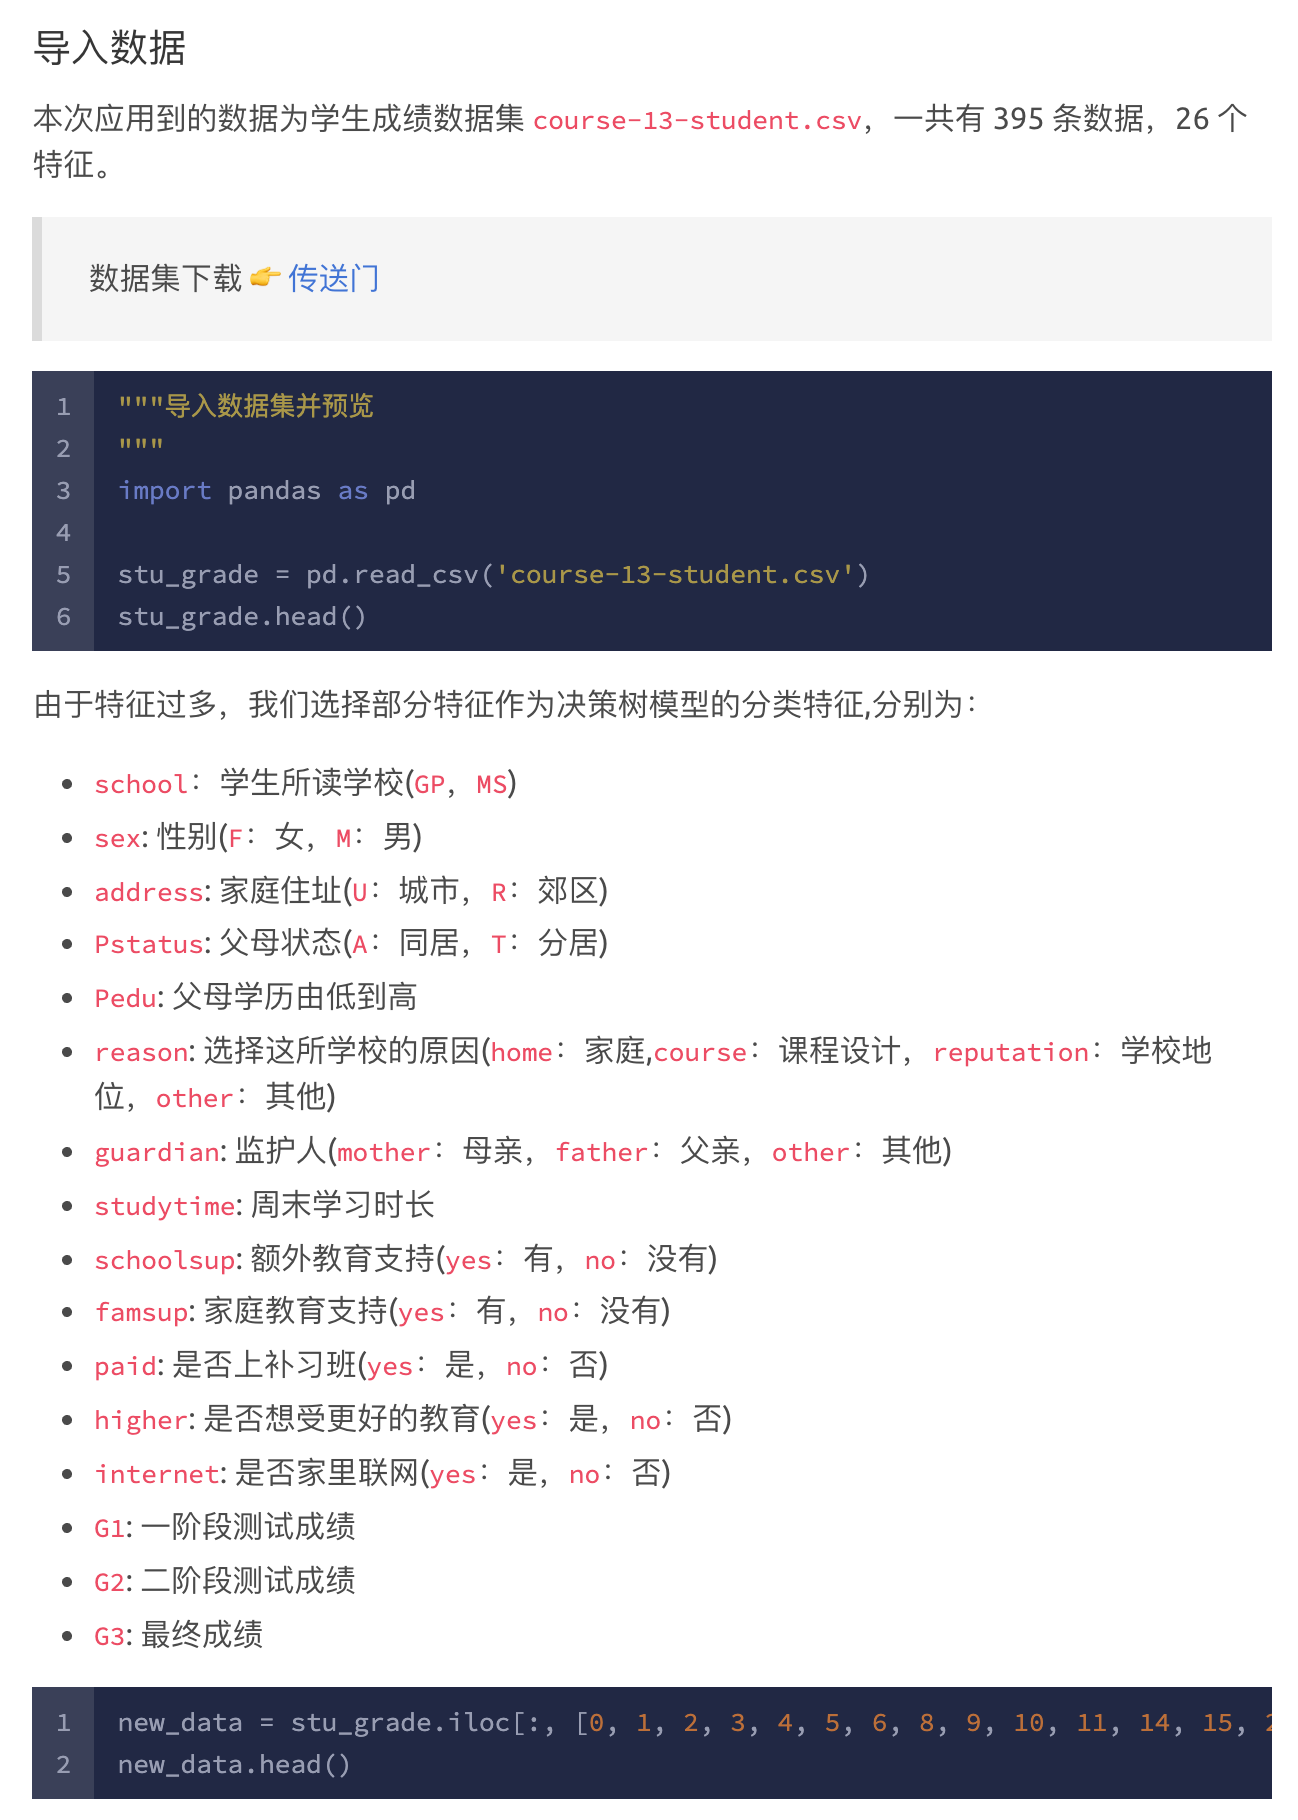 导入数据
本次应用到的数据为学生成绩数据集 course-13-student.csv，一共有 395 条数据，26 个
特征。
数据集下载 👉 传送门
1 """导入数据集并预览
2 """
3 import pandas as pd
4
5 stu_grade = pd.read_csv('course-13-student.csv')
6 stu_grade.head()
由于特征过多，我们选择部分特征作为决策树模型的分类特征,分别为：
• school：学生所读学校(GP，MS)
• sex: 性别(F：女，M：男)
• address: 家庭住址(U：城市，R：郊区)
• Pstatus: 父母状态(A：同居，T：分居)
• Pedu: 父母学历由低到高
• reason: 选择这所学校的原因(home：家庭,course：课程设计，reputation：学校地
位，other：其他)
• guardian: 监护人(mother：母亲，father：父亲，other：其他)
• studytime: 周末学习时长
• schoolsup: 额外教育支持(yes：有，no：没有)
• famsup: 家庭教育支持(yes：有，no：没有)
• paid: 是否上补习班(yes：是，no：否)
• higher: 是否想受更好的教育(yes：是，no：否)
• internet: 是否家里联网(yes：是，no：否)
• G1: 一阶段测试成绩
• G2: 二阶段测试成绩
• G3: 最终成绩
1 new_data = stu_grade.iloc[:, [0, 1, 2, 3, 4, 5, 6, 8, 9, 10, 11, 14, 15,
2 new_data.head()